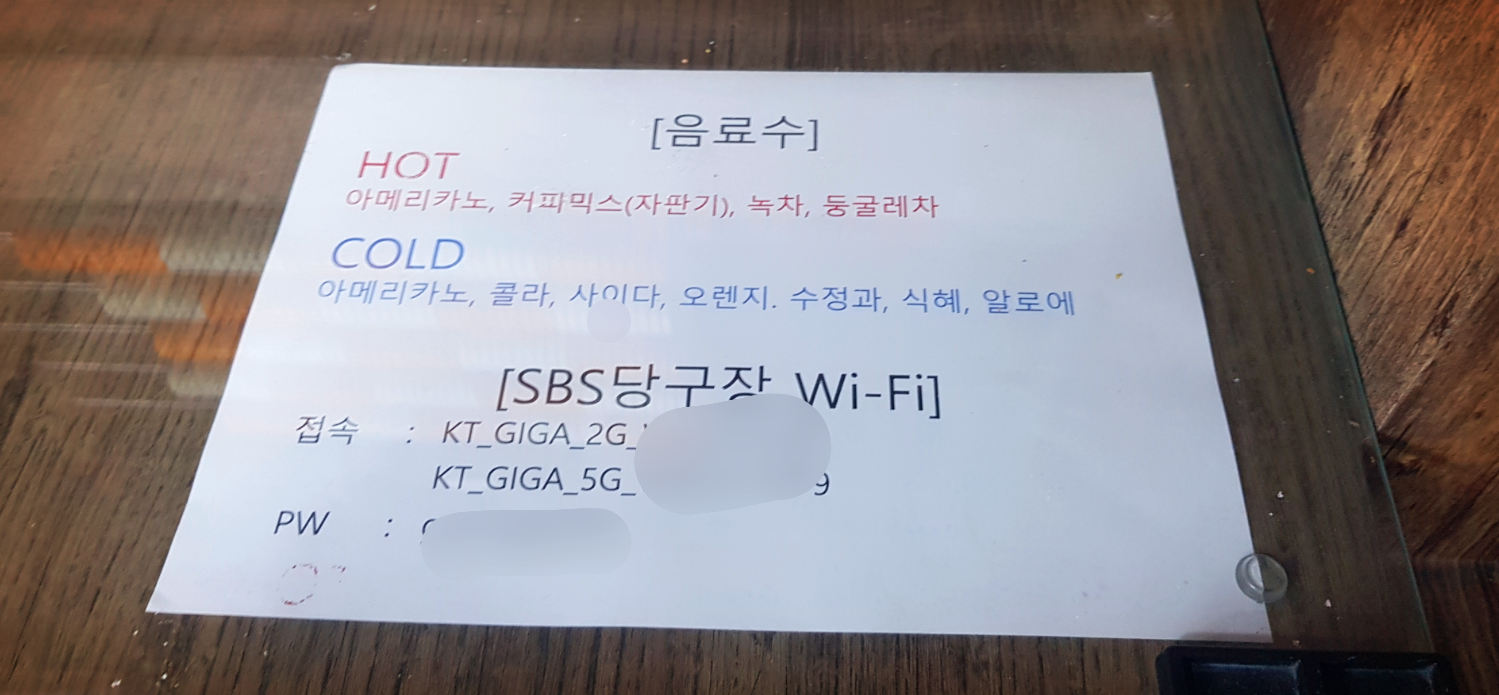 [음료수]
HOT
아메리카노, 커파믹스(자판기), 녹차, 둥굴레차
COLD
아메리카노, 콜라, 사이다, 오렌지. 수정과, 식혜, 알로에
[SBS당구장 Wi-Fi]
접속 : KT_GIGA_2G_
KT_GIGA_5G_ 9
PW :